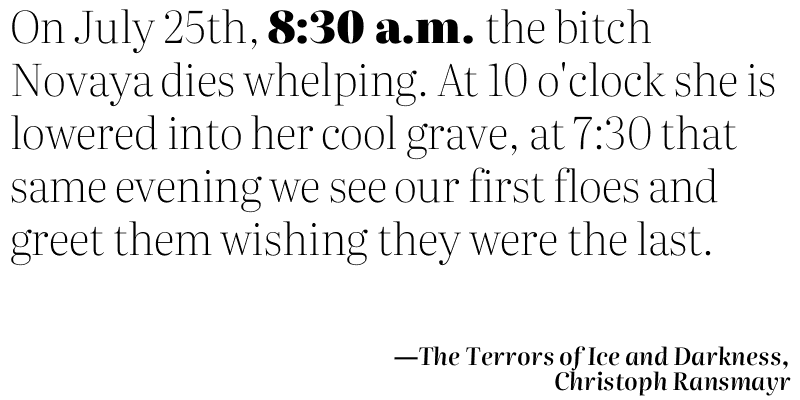 On July 25th, 8:30 a.m. the bitch
Novaya dies whelping. At 10 o'clock she is
lowered into her cool grave, at 7:30 that
same evening we see our first floes and
greet them wishing they were the last.
—The Terrors of Ice and Darkness,
Christoph Ransmayr